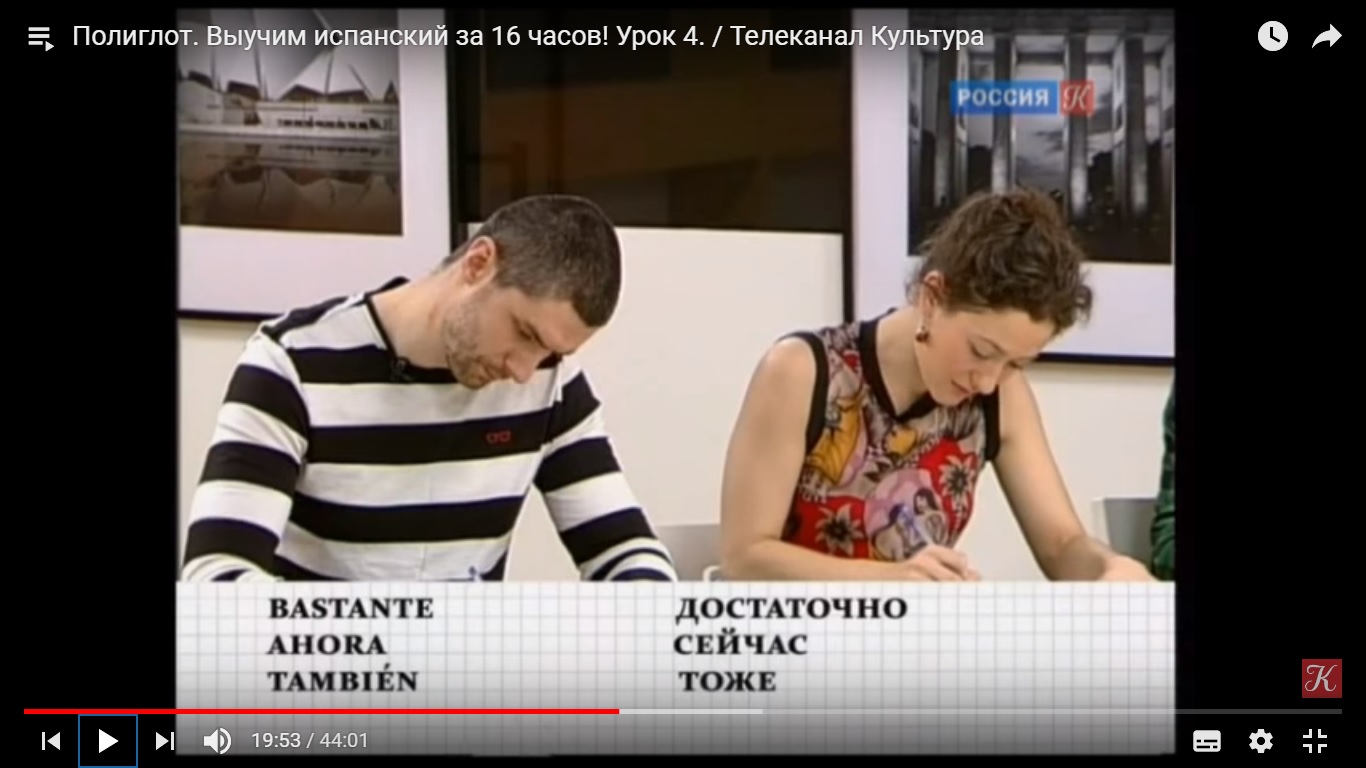 Полиглот. Выучим испанский за 16 часов! Урок 4. / Телеканал Культура
РОССИЯ К
BASTANTE ДОСТАТОЧНО
AHORA СЕЙЧАС
TAMBIÉN ТОЖЕ
К
19:53 / 44:01